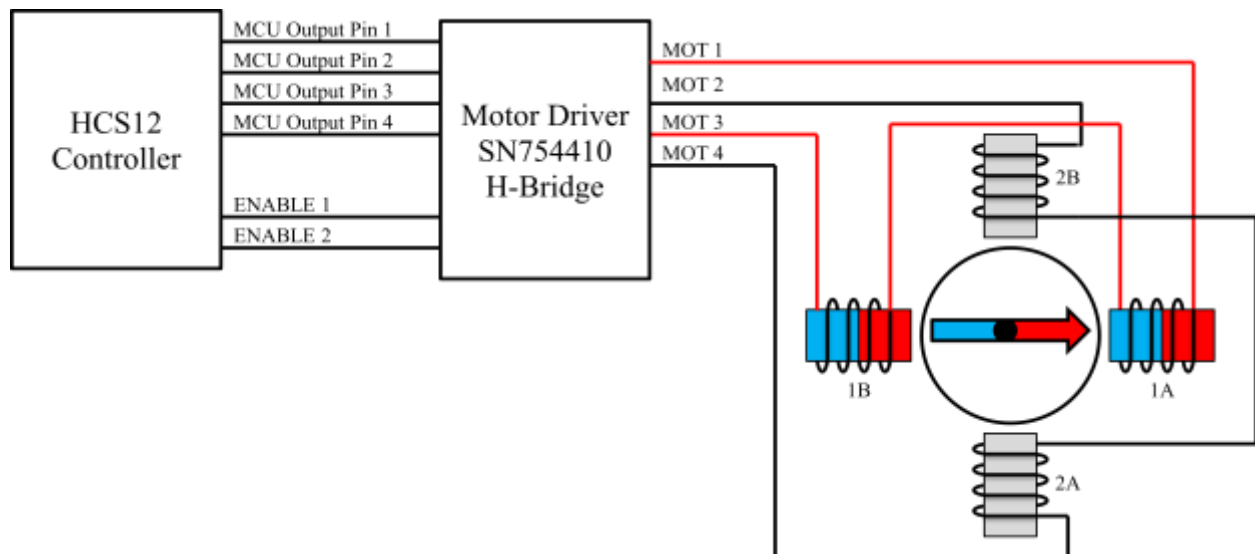 MCU Output Pin 1
MCU Output Pin 2
MCU Output Pin 3
MCU Output Pin 4
ENABLE 1
ENABLE 2
HCS12
Controller
Motor Driver
SN754410
H-Bridge
MOT 1
MOT 2
MOT 3
MOT 4
2B
1B
1A
2A